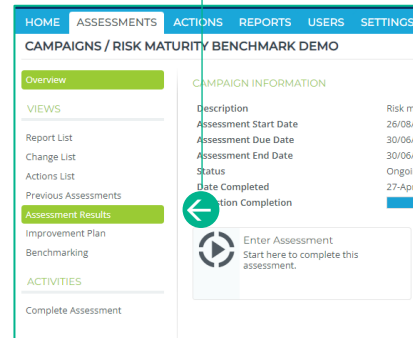 HOME ASSESSMENTS ACTIONS REPORTS USERS SETTINGS
CAMPAIGNS / RISK MATURITY BENCHMARK DEMO
Overview
VIEWS
Report List
Change List
Actions List
Previous Assessments
Assessment Results
Improvement Plan
Benchmarking
ACTIVITIES
Complete Assessment
CAMPAIGN INFORMATION
Description Risk m
Assessment Start Date 26/08/
Assessment Due Date 30/06/
Assessment End Date 30/06/
Status Ongoi
Date Completed 27-Apr
stion Completion
Enter Assessment
Start here to complete this
assessment.